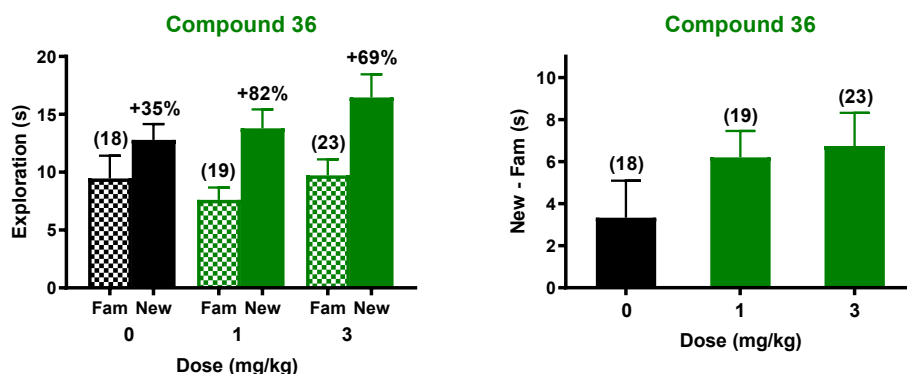 Compound 36
Exploration (s)
20
15
10
5
0
(18)
+35%
(19)
+82%
(23)
+69%
Fam New Fam New Fam New
0 1 3
Dose (mg/kg)
Compound 36
New - Fam (s)
10
8
6
4
2
0
(18)
(19)
(23)
0 1 3
Dose (mg/kg)